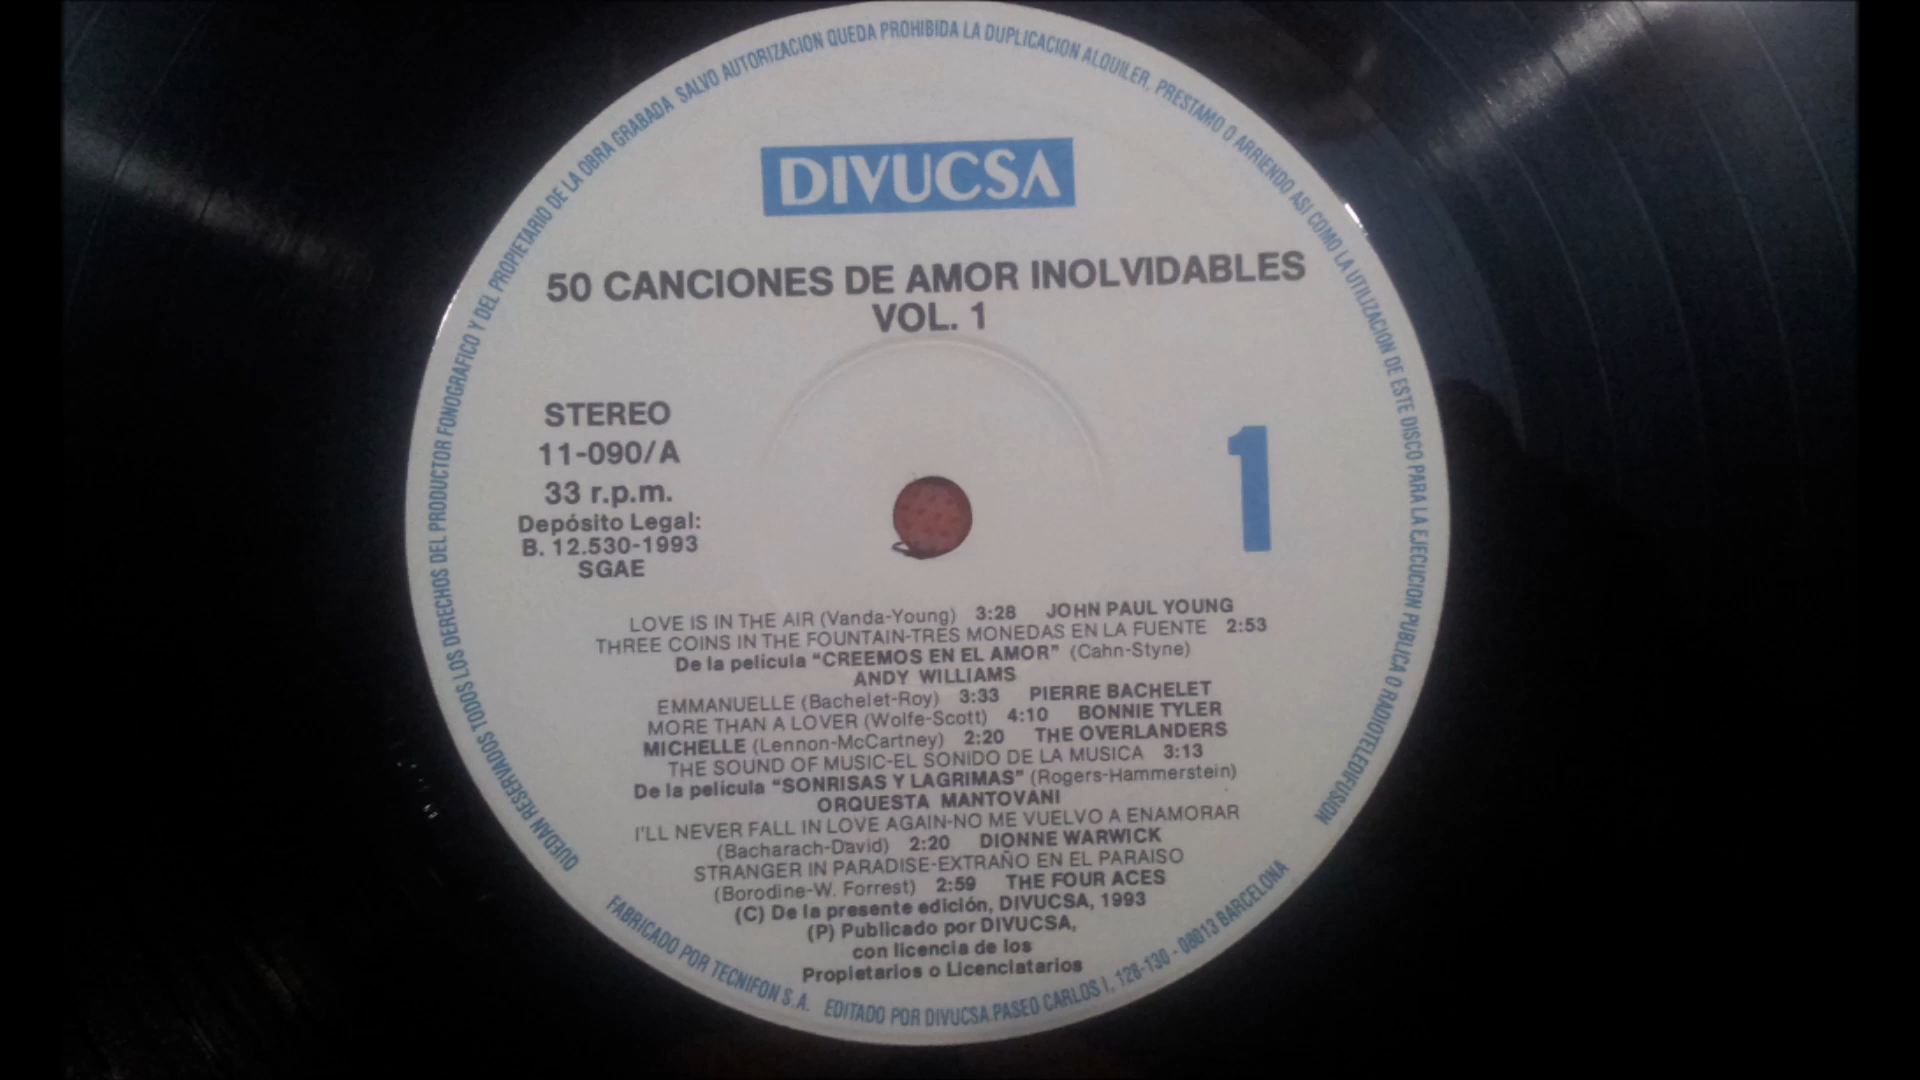 QUEDAN RESERVADOS TODOS LOS DERECHOS DEL PRODUCTOR FONOGRAFICO Y DEL PROPIETARIO DE LA OBRA GRABADA SALVO AUTORIZACION QUEDA PROHIBIDA LA DUPLICACION ALQUILER, PRESTAMO O ARRIENDO ASI COMO LA UTILIZACION DE ESTE DISCO PARA LA EJECUCION PUBLICA O RADIOTELEDIFUSION
DIVUCSA
50 CANCIONES DE AMOR INOLVIDABLES
VOL. 1
STEREO
11-090/A
33 r.p.m.
Depósito Legal:
B. 12.530-1993
SGAE
1
LOVE IS IN THE AIR (Vanda-Young) 3:28 JOHN PAUL YOUNG
THREE COINS IN THE FOUNTAIN-TRES MONEDAS EN LA FUENTE 2:53
De la película "CREEMOS EN EL AMOR" (Cahn-Styne)
ANDY WILLIAMS
EMMANUELLE (Bachelet-Roy) 3:33 PIERRE BACHELET
MORE THAN A LOVER (Wolfe-Scott) 4:10 BONNIE TYLER
MICHELLE (Lennon-McCartney) 2:20 THE OVERLANDERS
THE SOUND OF MUSIC-EL SONIDO DE LA MUSICA 3:13
De la película "SONRISAS Y LAGRIMAS" (Rogers-Hammerstein)
ORQUESTA MANTOVANI
I'LL NEVER FALL IN LOVE AGAIN-NO ME VUELVO A ENAMORAR
(Bacharach-David) 2:20 DIONNE WARWICK
STRANGER IN PARADISE-EXTRAÑO EN EL PARAISO
(Borodine-W. Forrest) 2:59 THE FOUR ACES
(C) De la presente edición, DIVUCSA, 1993
(P) Publicado por DIVUCSA,
con licencia de los
Propietarios o Licenciatarios
FABRICADO POR TECNIFON S.A. EDITADO POR DIVUCSA PASEO CARLOS I, 128-130 - 08013 BARCELONA